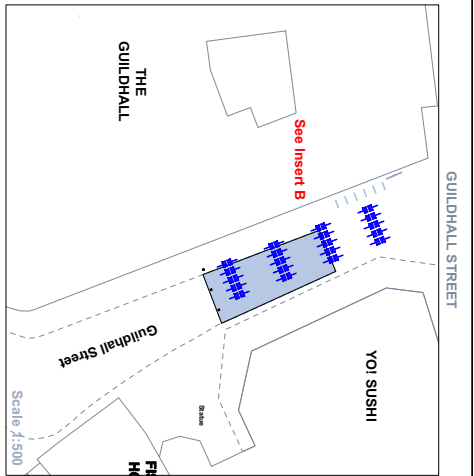 THE
GUILDHALL
See Insert B
GUILDHALL STREET
Guildhall Street
YO! SUSHI
Statue
Scale 1:500